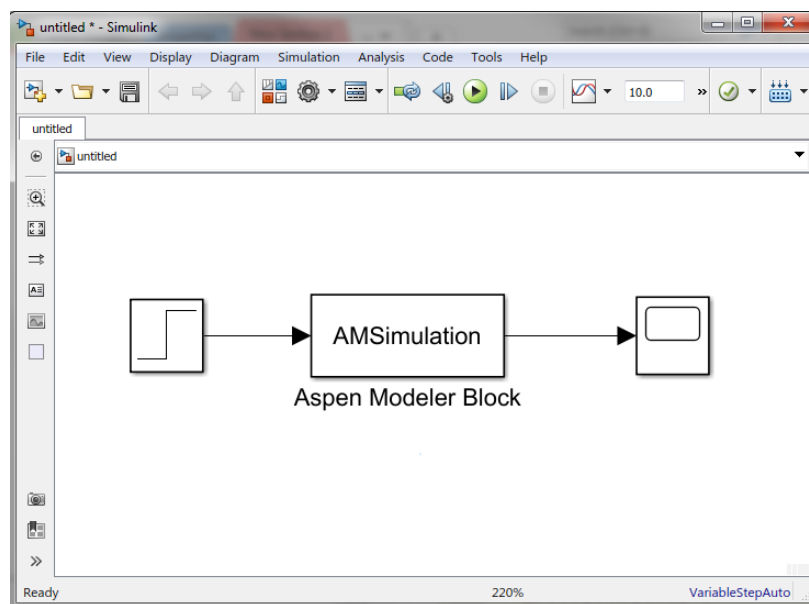 untitled * - Simulink
File Edit View Display Diagram Simulation Analysis Code Tools Help
10.0 »
untitled
untitled
AMSimulation
Aspen Modeler Block
»
Ready 220% VariableStepAuto